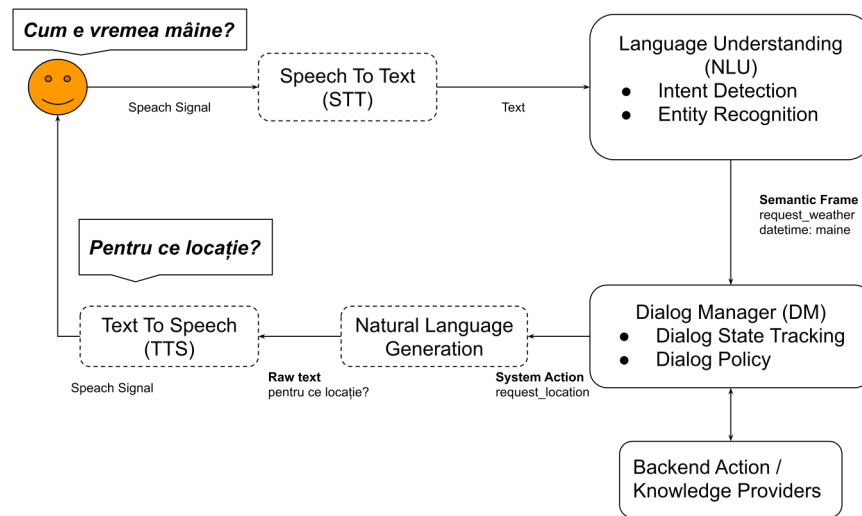 Cum e vremea mâine?
Speech To Text
(STT)
Speach Signal
Text
Language Understanding
(NLU)
● Intent Detection
● Entity Recognition
Semantic Frame
request_weather
datetime: maine
Pentru ce locație?
Text To Speech
(TTS)
Speach Signal
Natural Language
Generation
Raw text
pentru ce locație?
System Action
request_location
Dialog Manager (DM)
● Dialog State Tracking
● Dialog Policy
Backend Action /
Knowledge Providers